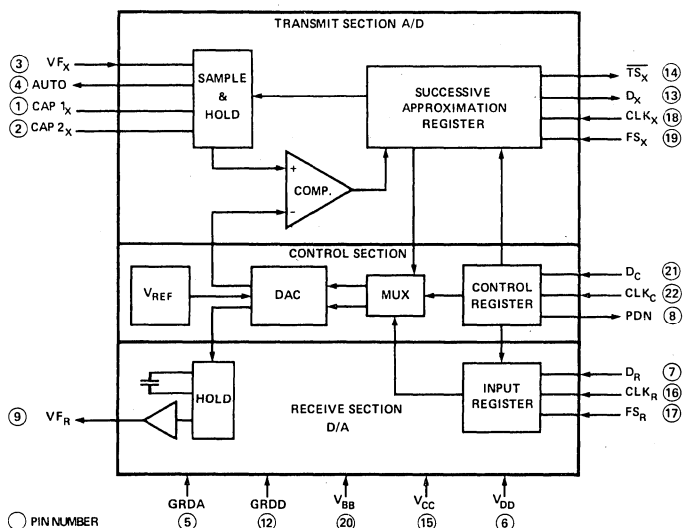 TRANSMIT SECTION A/D
3 VFX
4 AUTO
1 CAP 1X
2 CAP 2X
SAMPLE
&
HOLD
SUCCESSIVE
APPROXIMATION
REGISTER
TSX 14
DX 13
CLKX 18
FSX 19
+
COMP.
−
CONTROL SECTION
VREF
DAC
MUX
CONTROL
REGISTER
DC 21
CLKC 22
PDN 8
HOLD
9 VFR
RECEIVE SECTION
D/A
INPUT
REGISTER
DR 7
CLKR 16
FSR 17
GRDA GRDD VBB VCC VDD
5 12 20 15 6
PIN NUMBER